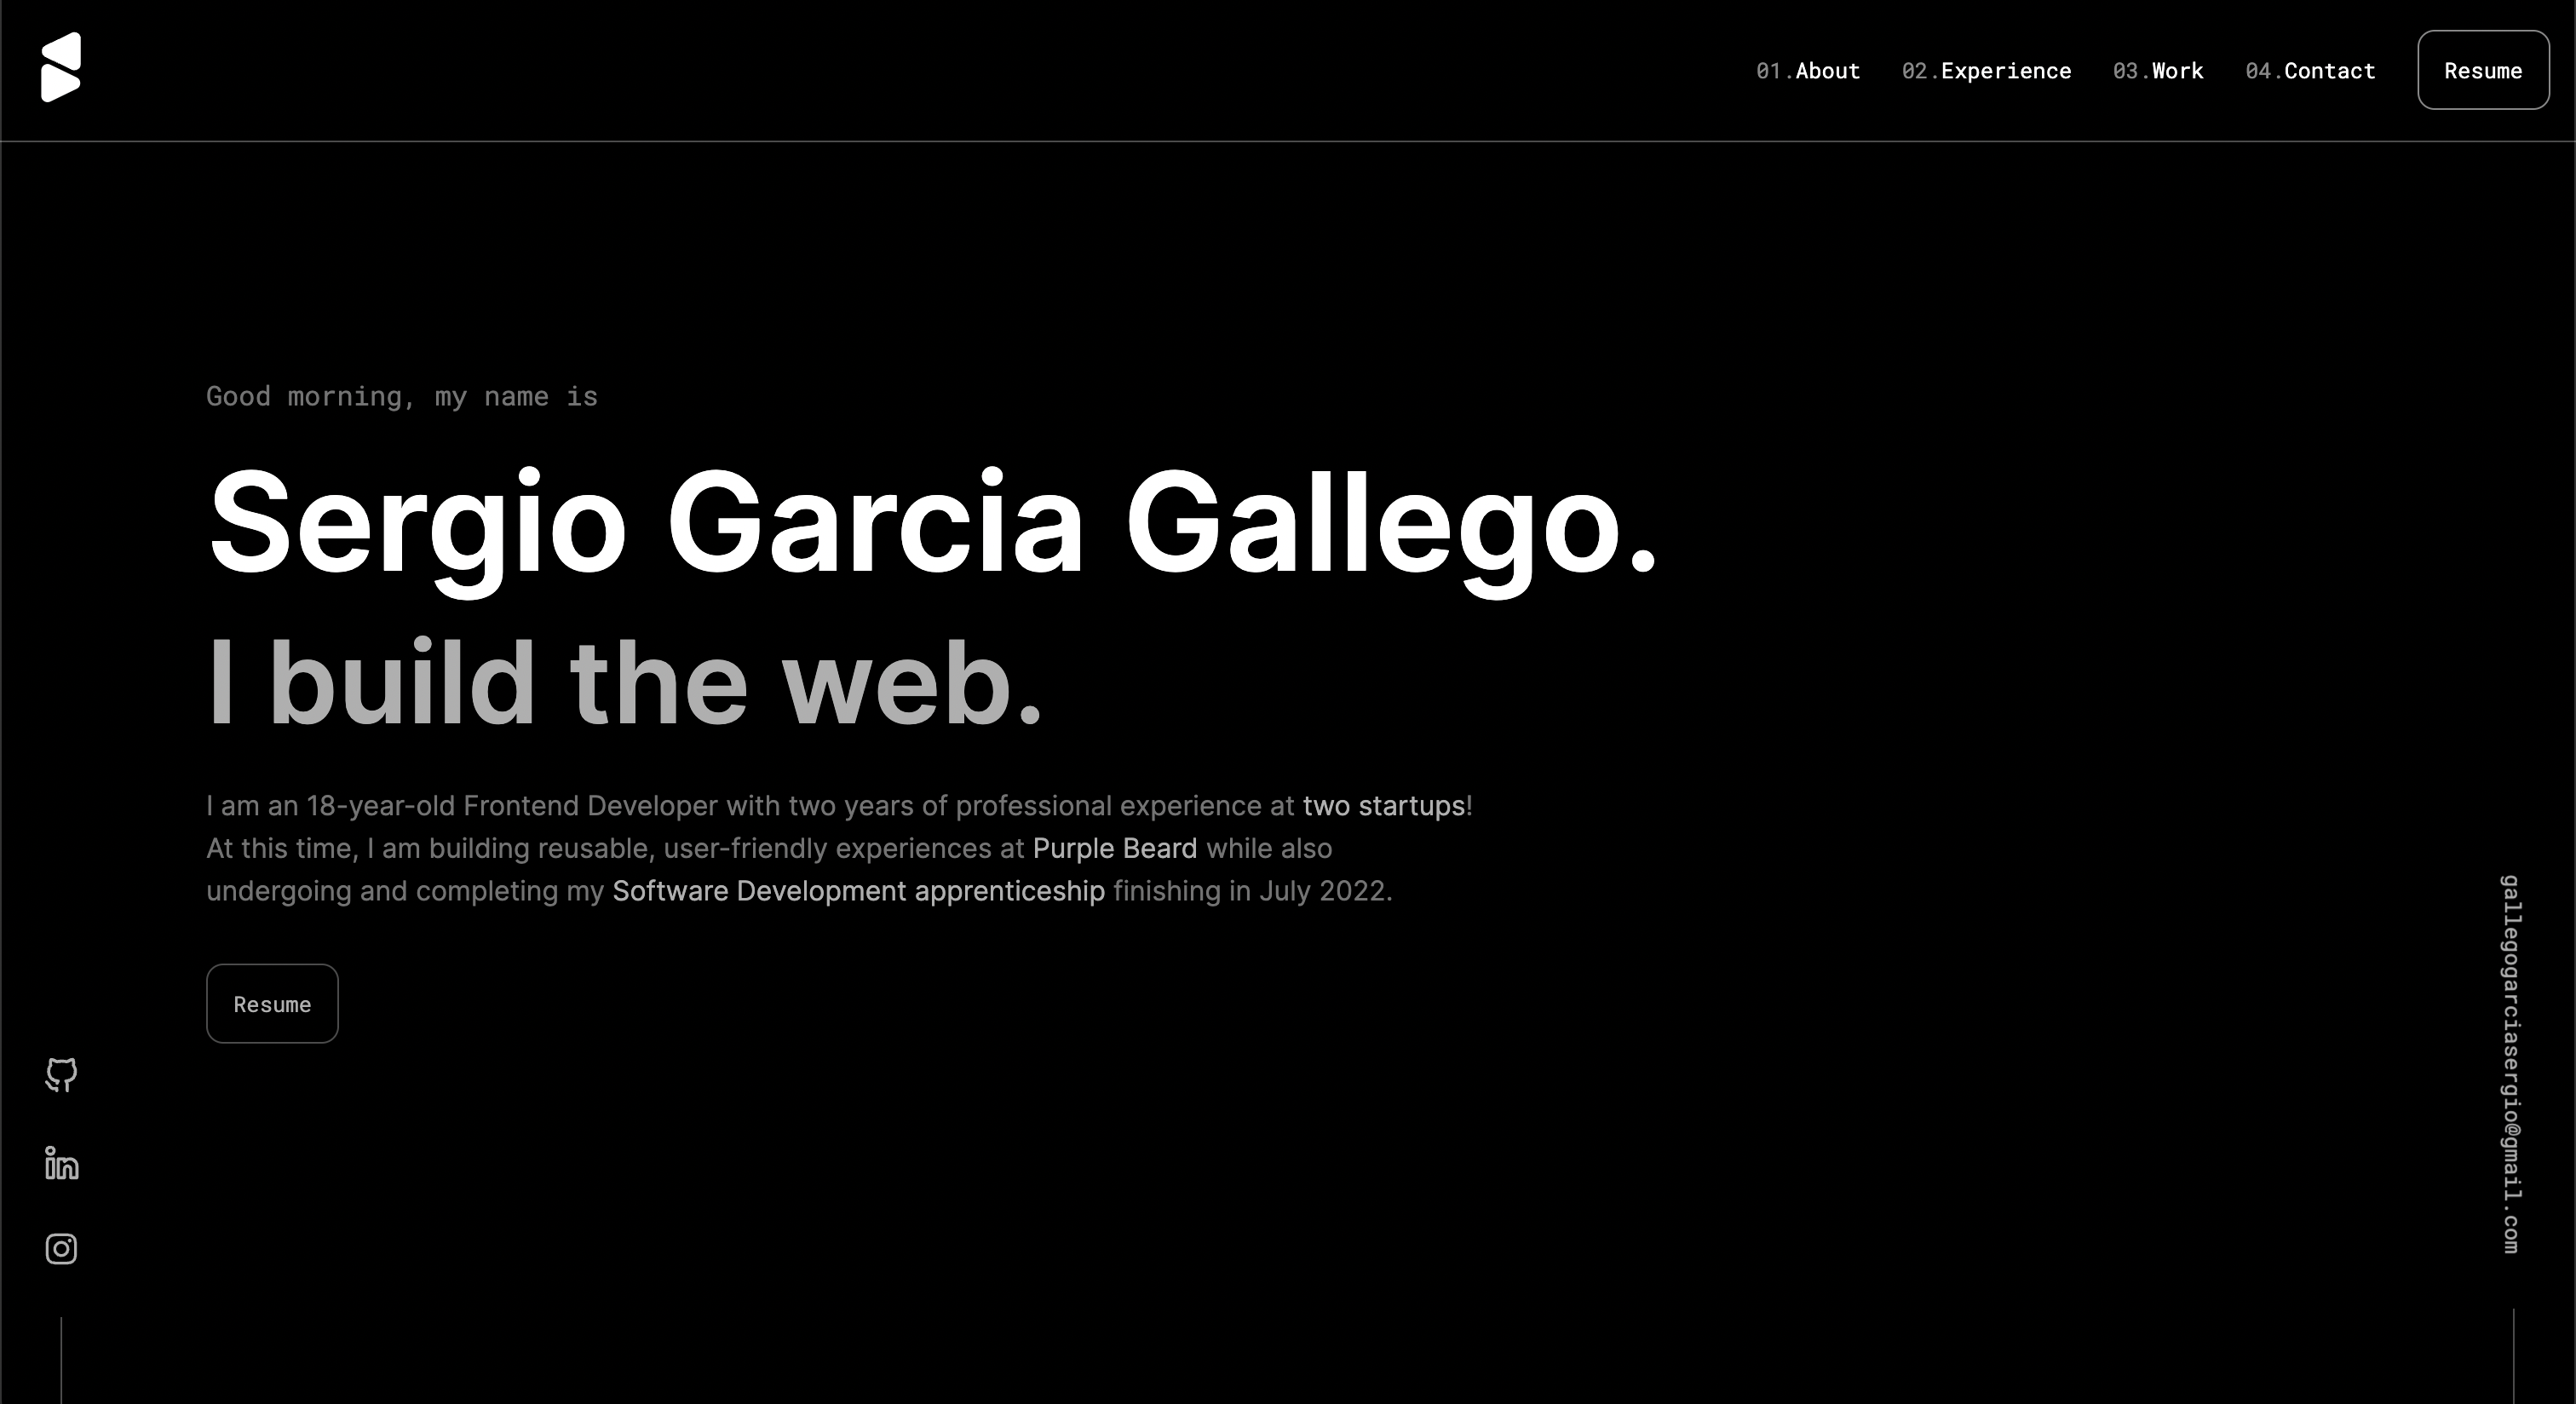 01.About 02.Experience 03.Work 04.Contact Resume
Good morning, my name is
Sergio Garcia Gallego.
I build the web.
I am an 18-year-old Frontend Developer with two years of professional experience at two startups!
At this time, I am building reusable, user-friendly experiences at Purple Beard while also
undergoing and completing my Software Development apprenticeship finishing in July 2022.
Resume
gallegogarciasergio@gmail.com